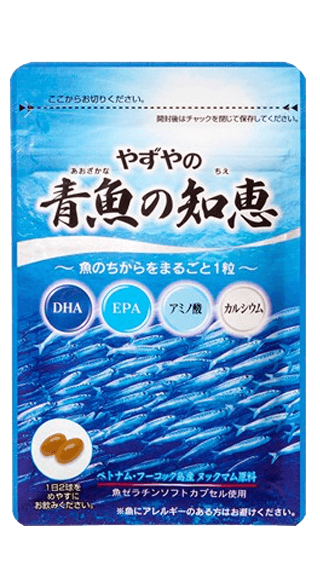 ここからお切りください。
開封後はチャックを閉じて保存してください。
やずやの
あおざかな ちえ
青魚の知恵
～魚のちからをまるごと1粒～
DHA EPA アミノ酸 カルシウム
ベトナム・フーコック島産 ヌックマム原料
魚ゼラチンソフトカプセル使用
1日2球を
めやすに
お飲みください。
※魚にアレルギーのある方はお避けください。